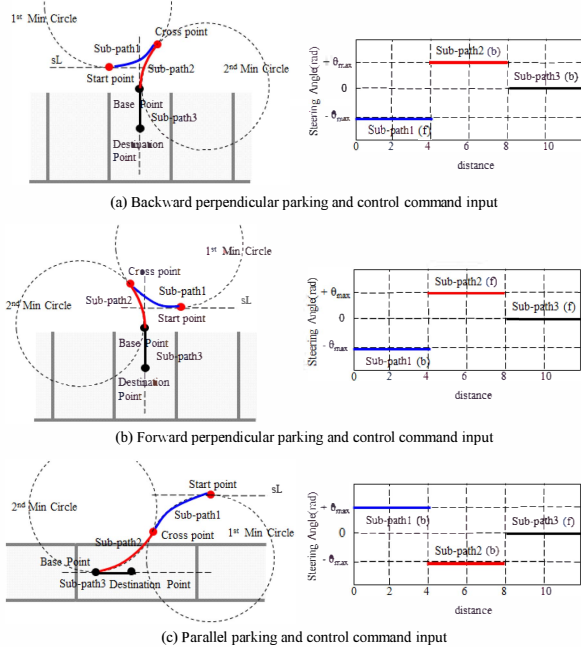 1st Min Circle
Cross point
Sub-path1
sL
Sub-path2
Start point
2nd Min Circle
Base Point
Sub-path3
Destination
Point
Steering Angle(rad)
+ θmax
0
- θmax
Sub-path2 (b)
Sub-path3 (b)
Sub-path1 (f)
0 2 4 6 8 10
distance
(a) Backward perpendicular parking and control command input
1st Min Circle
Cross point
Sub-path1
sL
2nd Min Circle
Sub-path2
Start point
Base Point
Sub-path3
Destination
Point
Steering Angle(rad)
+ θmax
0
- θmax
Sub-path2 (f)
Sub-path3 (f)
Sub-path1 (b)
0 2 4 6 8 10
distance
(b) Forward perpendicular parking and control command input
Start point
sL
2nd Min Circle
Sub-path1
Cross point
1st Min Circle
Sub-path2
Base Point
Sub-path3
Destination Point
Steering Angle(rad)
+ θmax
0
- θmax
Sub-path1 (b)
Sub-path3 (f)
Sub-path2 (b)
0 2 4 6 8 10
distance
(c) Parallel parking and control command input